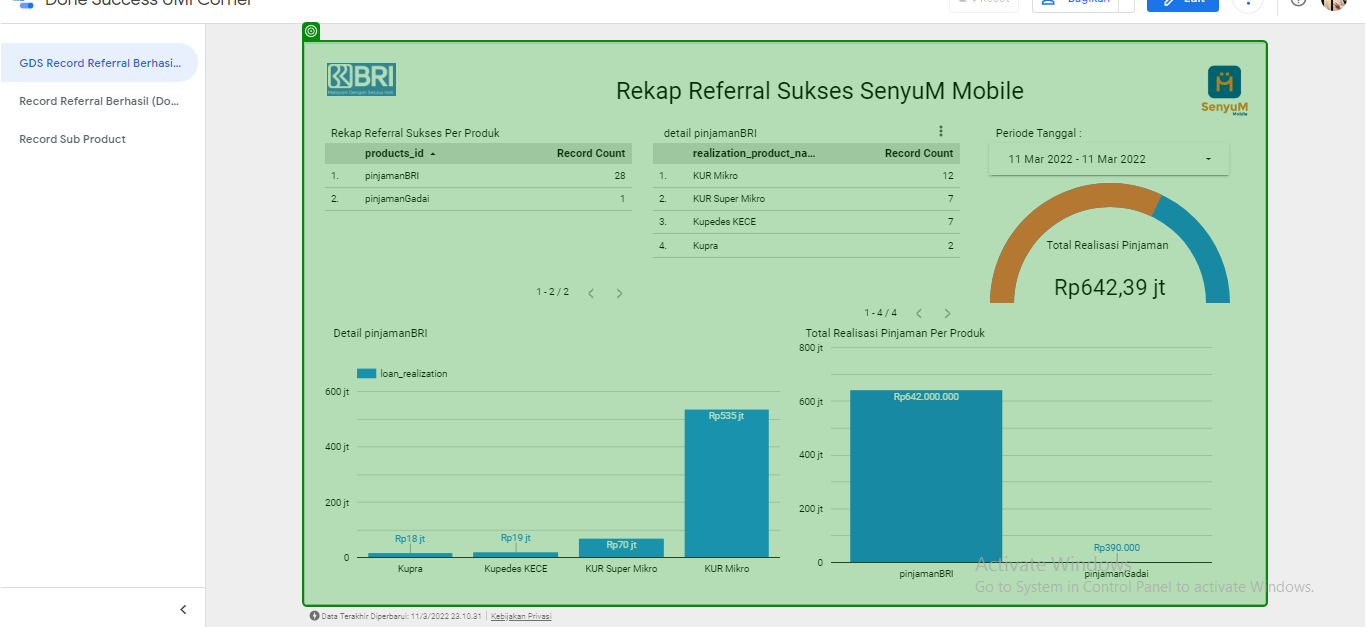 Done Success UMI Corner
Reset
Bagikan
Edit
GDS Record Referral Berhasi...
Record Referral Berhasil (Do...
Record Sub Product
BRI
Rekap Referral Sukses SenyuM Mobile
SenyuM
Mobile
Rekap Referral Sukses Per Produk
products_id
Record Count
1. pinjamanBRI 28
2. pinjamanGadai 1
1 - 2 / 2
detail pinjamanBRI
realization_product_na...
Record Count
1. KUR Mikro 12
2. KUR Super Mikro 7
3. Kupedes KECE 7
4. Kupra 2
1 - 4 / 4
Periode Tanggal :
11 Mar 2022 - 11 Mar 2022
Total Realisasi Pinjaman
Rp642,39 jt
Detail pinjamanBRI
loan_realization
600 jt
400 jt
200 jt
0
Rp18 jt
Rp19 jt
Rp70 jt
Rp535 jt
Kupra
Kupedes KECE
KUR Super Mikro
KUR Mikro
Total Realisasi Pinjaman Per Produk
800 jt
600 jt
400 jt
200 jt
0
Rp642.000.000
Rp390.000
pinjamanBRI
pinjamanGadai
Activate Windows
Go to System in Control Panel to activate Windows.
Data Terakhir Diperbarui: 11/3/2022 23.10.31
Kebijakan Privasi